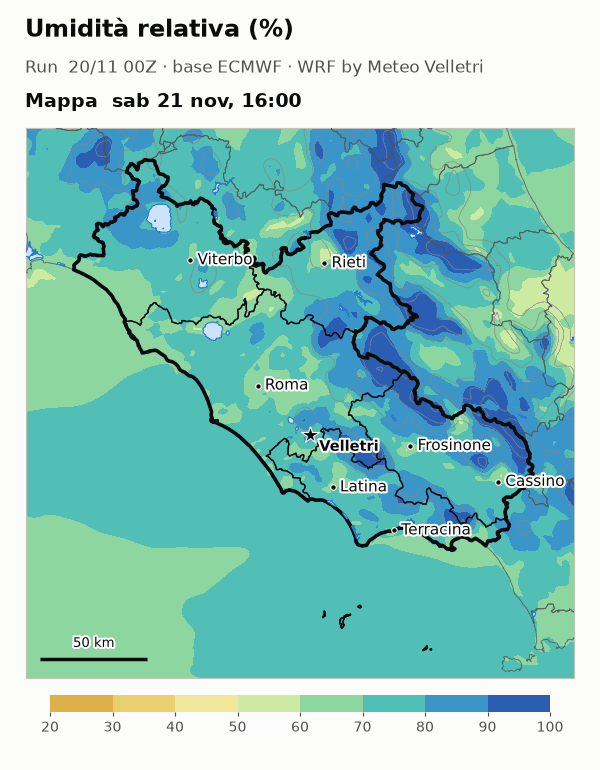 Umidità relativa (%)
Run  20/11 00Z · base ECMWF · WRF by Meteo Velletri
Mappa  sab 21 nov, 16:00
Viterbo
Rieti
Roma
Velletri
Frosinone
Cassino
Latina
Terracina
50 km
20 30 40 50 60 70 80 90 100